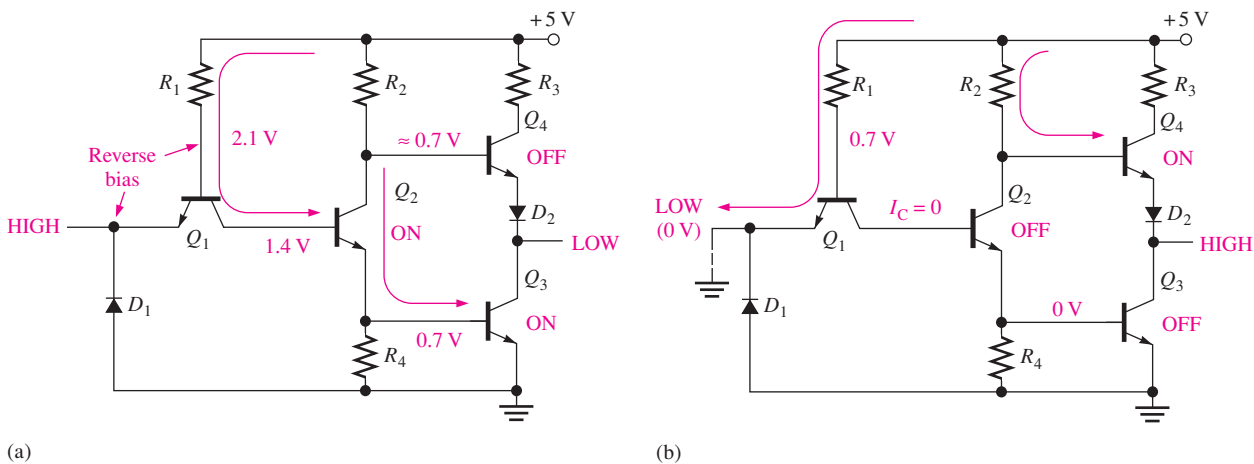 +5 V
R1
R2
R3
Q4
2.1 V
≈ 0.7 V
OFF
Reverse
bias
Q2
D2
HIGH
Q1
1.4 V
ON
LOW
Q3
D1
ON
0.7 V
R4
(a)
+5 V
R1
R2
R3
Q4
0.7 V
ON
Q2
D2
LOW
(0 V)
IC = 0
Q1
OFF
HIGH
Q3
D1
0 V
OFF
R4
(b)